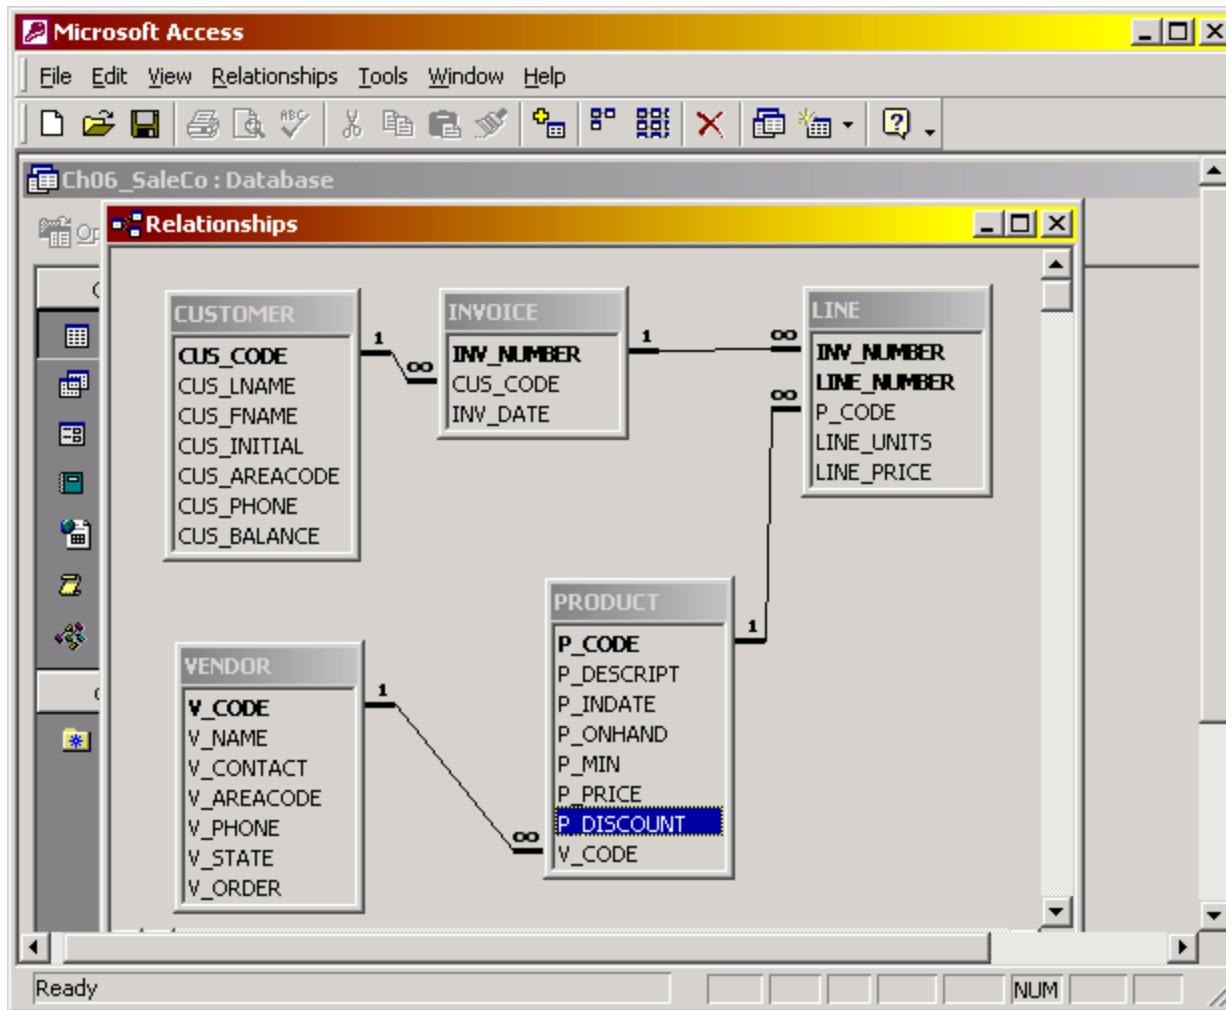 Microsoft Access
File Edit View Relationships Tools Window Help
ABC
Ch06_SaleCo : Database
Relationships
CUSTOMER
CUS_CODE
CUS_LNAME
CUS_FNAME
CUS_INITIAL
CUS_AREACODE
CUS_PHONE
CUS_BALANCE
1
∞
INVOICE
INV_NUMBER
CUS_CODE
INV_DATE
1
∞
LINE
INV_NUMBER
LINE_NUMBER
P_CODE
LINE_UNITS
LINE_PRICE
∞
1
PRODUCT
P_CODE
P_DESCRIPT
P_INDATE
P_ONHAND
P_MIN
P_PRICE
P_DISCOUNT
V_CODE
VENDOR
V_CODE
V_NAME
V_CONTACT
V_AREACODE
V_PHONE
V_STATE
V_ORDER
1
∞
Ready
NUM